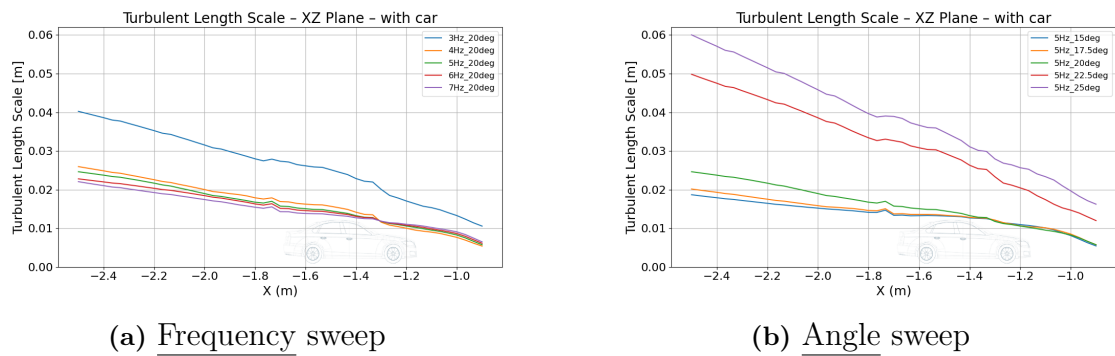 Turbulent Length Scale – XZ Plane – with car
Turbulent Length Scale [m]
0.06
0.05
0.04
0.03
0.02
0.01
0.00
3Hz_20deg
4Hz_20deg
5Hz_20deg
6Hz_20deg
7Hz_20deg
−2.4 −2.2 −2.0 −1.8 −1.6 −1.4 −1.2 −1.0
X (m)
(a) Frequency sweep
Turbulent Length Scale – XZ Plane – with car
Turbulent Length Scale [m]
0.06
0.05
0.04
0.03
0.02
0.01
0.00
5Hz_15deg
5Hz_17.5deg
5Hz_20deg
5Hz_22.5deg
5Hz_25deg
−2.4 −2.2 −2.0 −1.8 −1.6 −1.4 −1.2 −1.0
X (m)
(b) Angle sweep